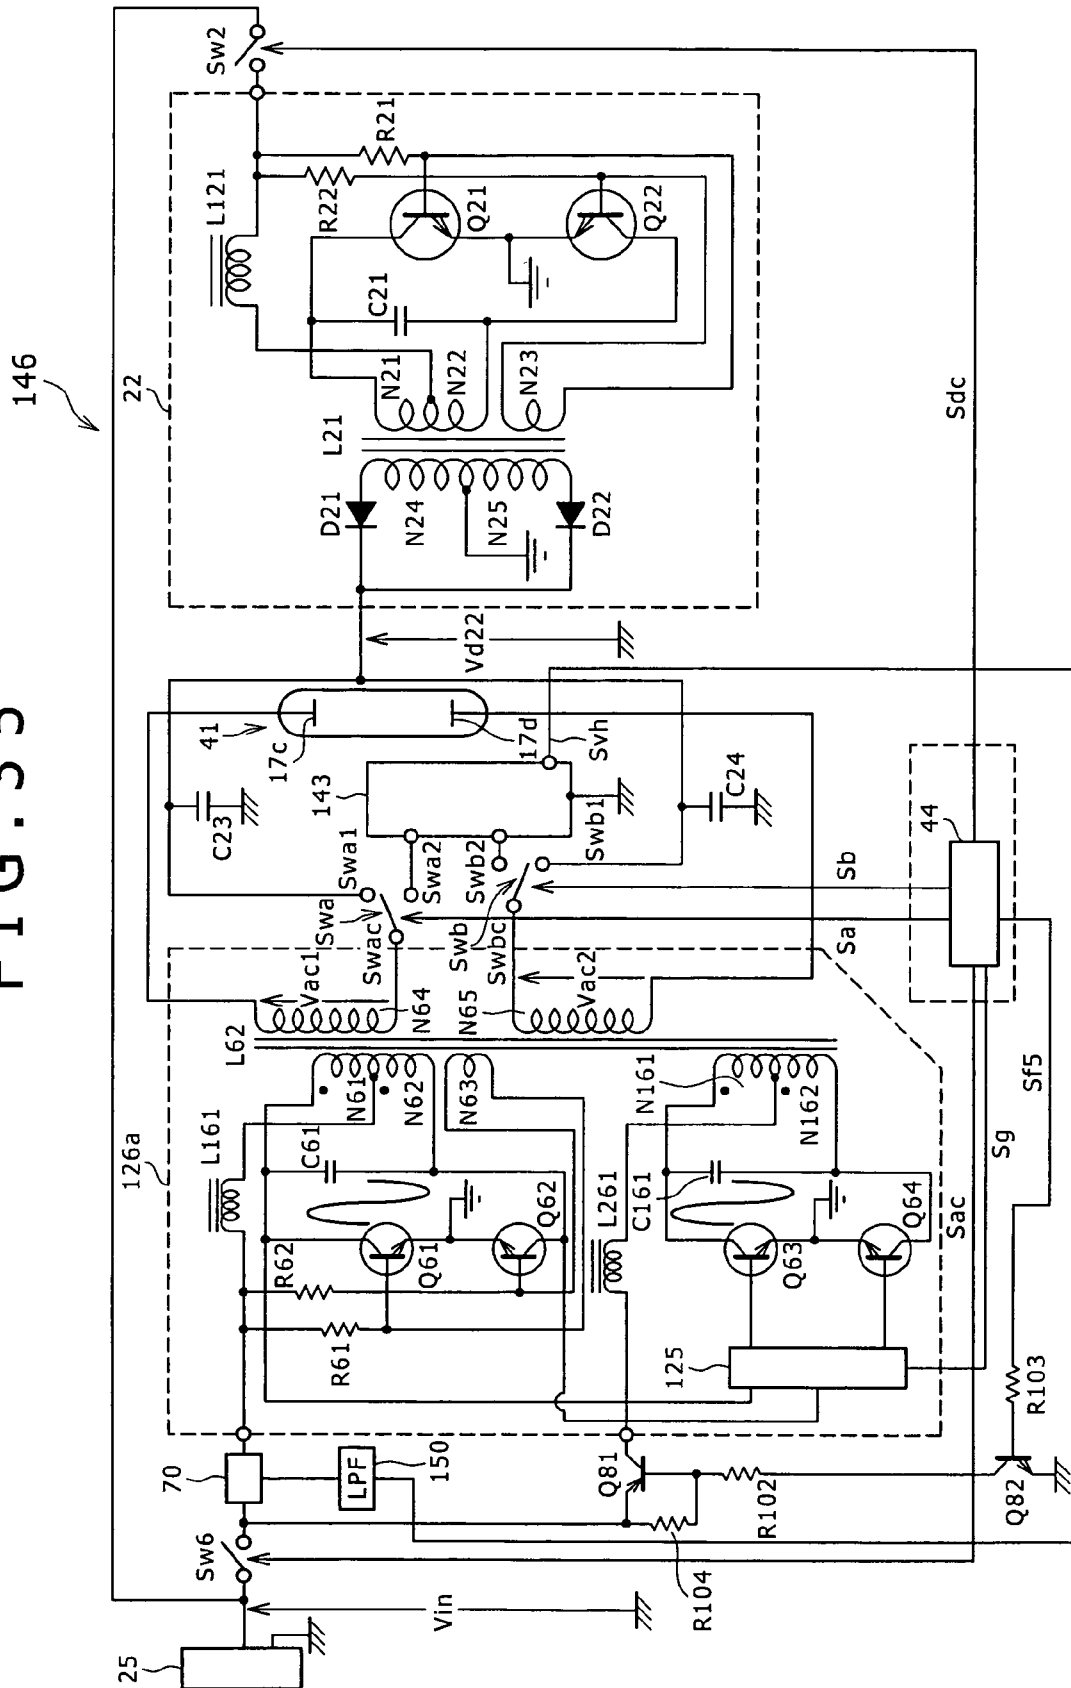 FIG.35
146
25
Vin
Sw6
70
LPF
150
R104
R102
Q81
Q82
R103
126a
L161
R61
R62
Q61
Q62
C61
N61
N62
N63
L62
125
L261
Q63
Q64
C161
N161
N162
N64
N65
Vac1
Vac2
Swac
Swa
Swa1
Swa2
Swb
Swbc
Swb2
Swb1
C23
C24
143
41
17c
17d
Svh
Vd22
Sa
Sb
44
Sac
Sg
Sf5
Sdc
22
D21
D22
N24
N25
L21
N21
N22
N23
C21
L121
R22
R21
Q21
Q22
Sw2